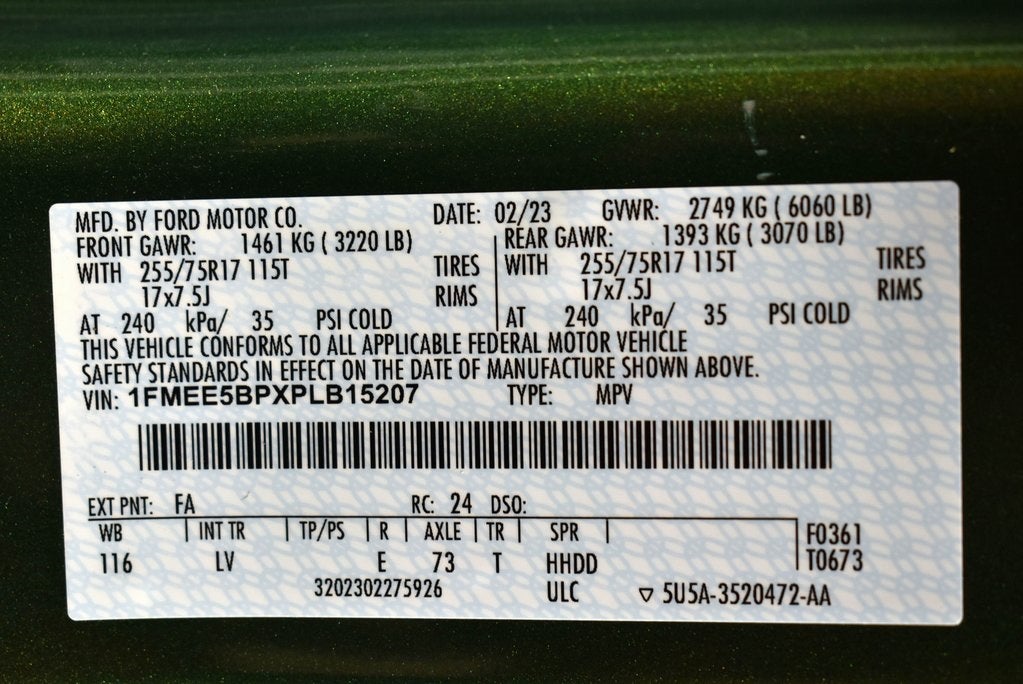 MFD. BY FORD MOTOR CO. DATE: 02/23 GVWR: 2749 KG ( 6060 LB)
FRONT GAWR: 1461 KG ( 3220 LB) REAR GAWR: 1393 KG ( 3070 LB)
WITH 255/75R17 115T TIRES WITH 255/75R17 115T TIRES
17x7.5J RIMS 17x7.5J RIMS
AT 240 kPa/ 35 PSI COLD AT 240 kPa/ 35 PSI COLD
THIS VEHICLE CONFORMS TO ALL APPLICABLE FEDERAL MOTOR VEHICLE
SAFETY STANDARDS IN EFFECT ON THE DATE OF MANUFACTURE SHOWN ABOVE.
VIN: 1FMEE5BPXPLB15207 TYPE: MPV
EXT PNT: FA RC: 24 DSO:
WB INT TR TP/PS R AXLE TR SPR F0361
116 LV E 73 T HHDD T0673
3202302275926 ULC ▽ 5U5A-3520472-AA